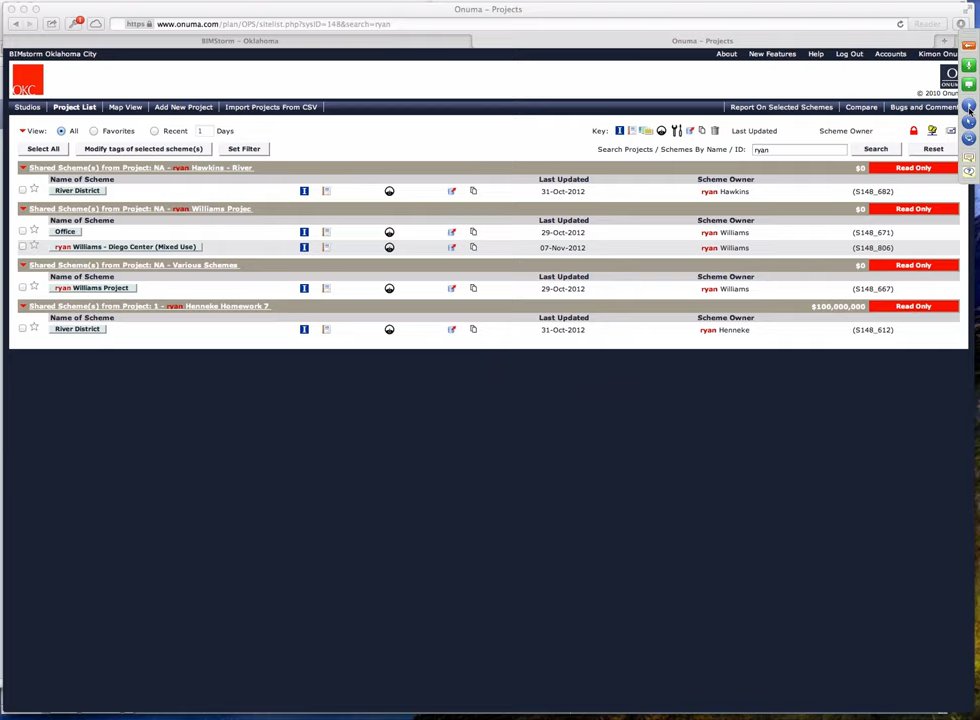 Onuma – Projects
https www.onuma.com/plan/OPS/sitelist.php?sysID=148&search=ryan Reader
BIMStorm – Oklahoma Onuma – Projects
BIMStorm Oklahoma City About New Features Help Log Out Accounts Kimon Onu
OKC
© 2010 Onu
Studios Project List Map View Add New Project Import Projects From CSV Report On Selected Schemes Compare Bugs and Commen
View: All Favorites Recent 1 Days Key: Last Updated Scheme Owner
Select All Modify tags of selected scheme(s) Set Filter Search Projects / Schemes By Name / ID: ryan Search Reset
Shared Scheme(s) from Project: NA - ryan Hawkins - River $0 Read Only
Name of Scheme Last Updated Scheme Owner
River District 31-Oct-2012 ryan Hawkins (S148_682)
Shared Scheme(s) from Project: NA - ryan Williams Projec $0 Read Only
Name of Scheme Last Updated Scheme Owner
Office 29-Oct-2012 ryan Williams (S148_671)
ryan Williams - Diego Center (Mixed Use) 07-Nov-2012 ryan Williams (S148_806)
Shared Scheme(s) from Project: NA - Various Schemes $0 Read Only
Name of Scheme Last Updated Scheme Owner
ryan Williams Project 29-Oct-2012 ryan Williams (S148_667)
Shared Scheme(s) from Project: 1 - ryan Henneke Homework 7 $100,000,000 Read Only
Name of Scheme Last Updated Scheme Owner
River District 31-Oct-2012 ryan Henneke (S148_612)